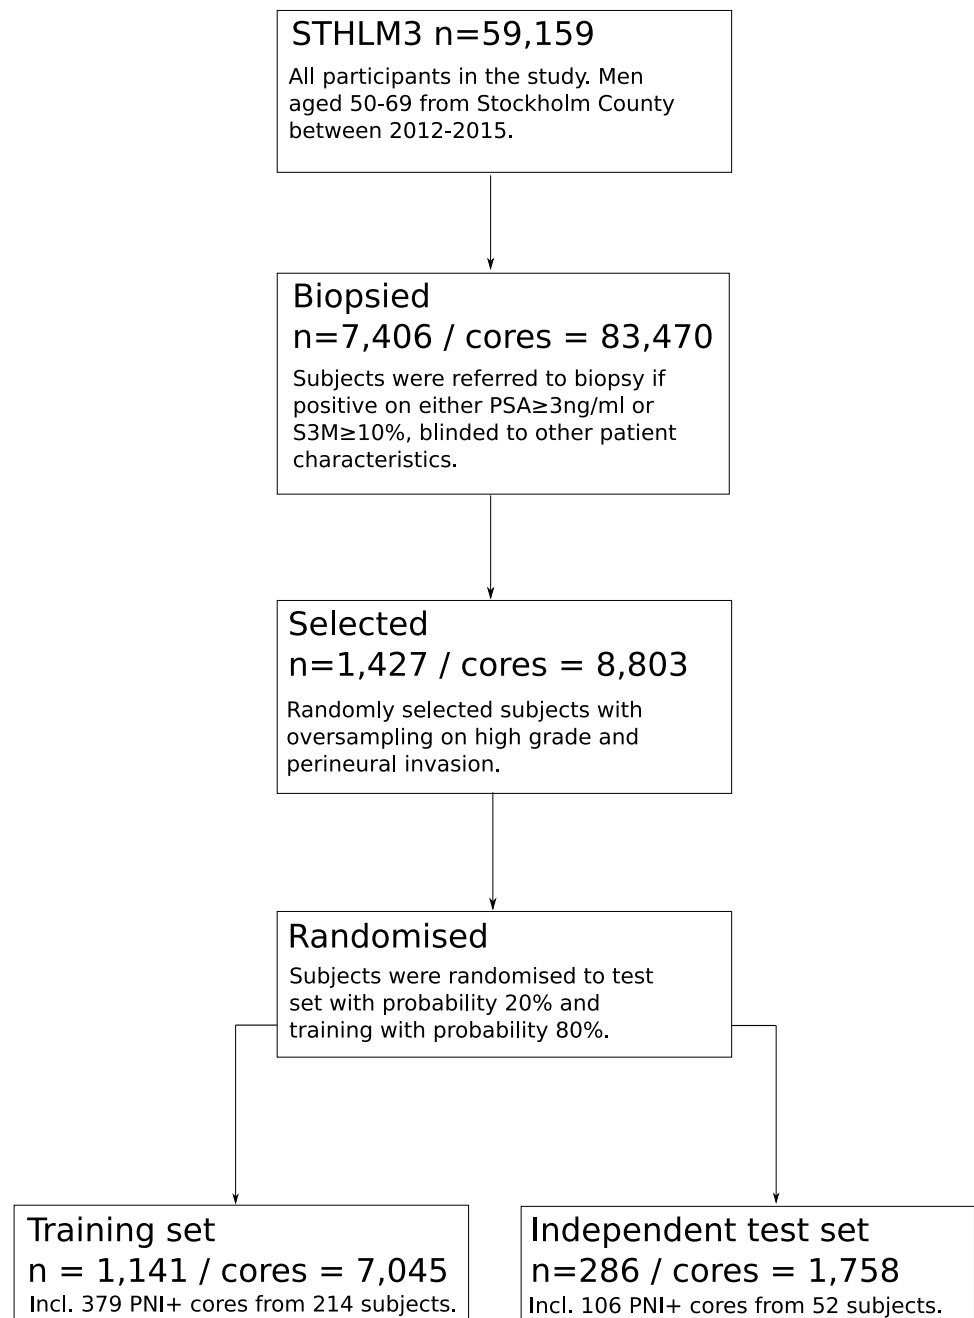 STHLM3 n=59,159
All participants in the study. Men
aged 50-69 from Stockholm County
between 2012-2015.
Biopsied
n=7,406 / cores = 83,470
Subjects were referred to biopsy if
positive on either PSA≥3ng/ml or
S3M≥10%, blinded to other patient
characteristics.
Selected
n=1,427 / cores = 8,803
Randomly selected subjects with
oversampling on high grade and
perineural invasion.
Randomised
Subjects were randomised to test
set with probability 20% and
training with probability 80%.
Training set
n = 1,141 / cores = 7,045
Incl. 379 PNI+ cores from 214 subjects.
Independent test set
n=286 / cores = 1,758
Incl. 106 PNI+ cores from 52 subjects.